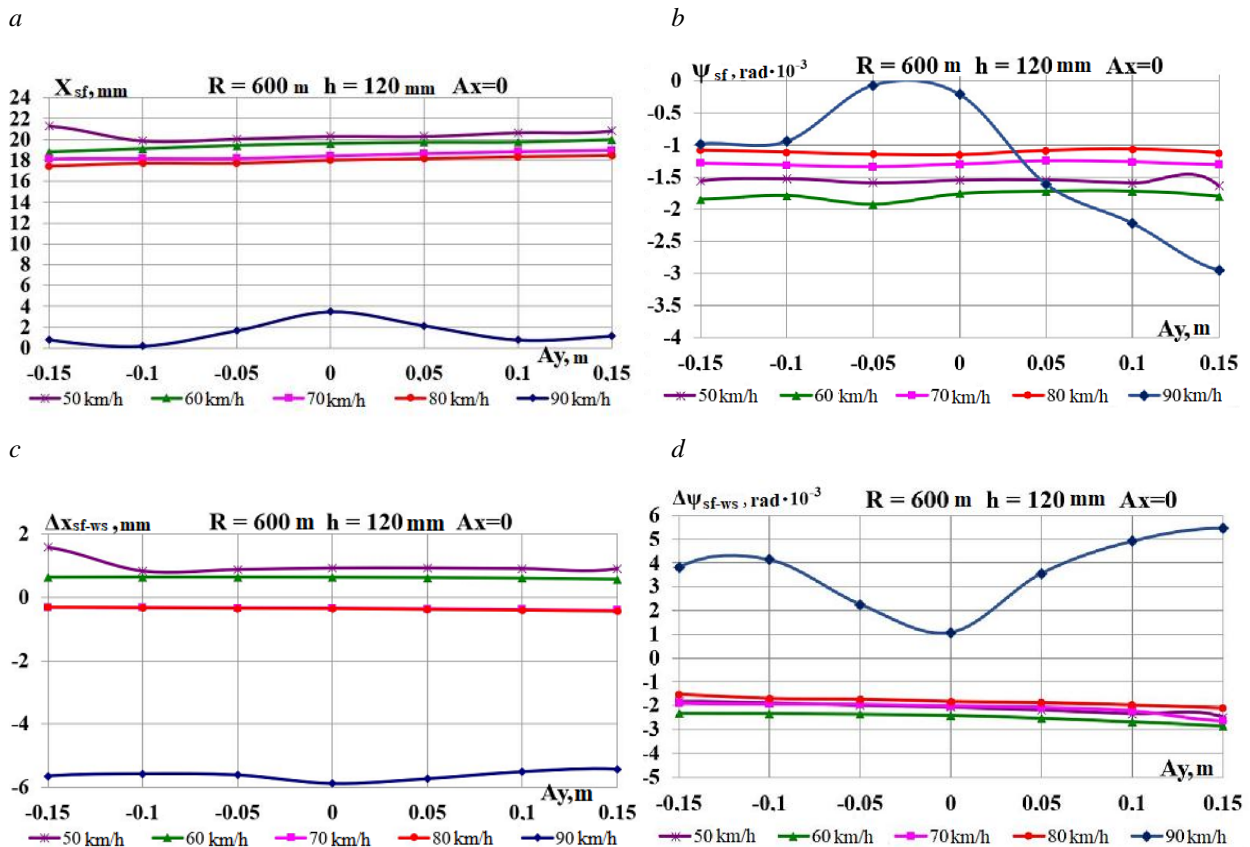 a
X sf, mm R = 600 m h = 120 mm Ax=0
24
22
20
18
16
14
12
10
8
6
4
2
0
Ay, m
-0.15 -0.1 -0.05 0 0.05 0.1 0.15
50 km/h 60 km/h 70 km/h 80 km/h 90 km/h
b
ψ sf, rad·10⁻³ R = 600 m h = 120 mm Ax=0
0
-0.5
-1
-1.5
-2
-2.5
-3
-3.5
-4
Ay, m
-0.15 -0.1 -0.05 0 0.05 0.1 0.15
50 km/h 60 km/h 70 km/h 80 km/h 90 km/h
c
Δx sf-ws, mm R = 600 m h = 120 mm Ax=0
2
0
-2
-4
-6
Ay, m
-0.15 -0.1 -0.05 0 0.05 0.1 0.15
50 km/h 60 km/h 70 km/h 80 km/h 90 km/h
d
Δψ sf-ws, rad·10⁻³ R = 600 m h = 120 mm Ax=0
6
5
4
3
2
1
0
-1
-2
-3
-4
-5
Ay, m
-0.15 -0.1 -0.05 0 0.05 0.1 0.15
50 km/h 60 km/h 70 km/h 80 km/h 90 km/h